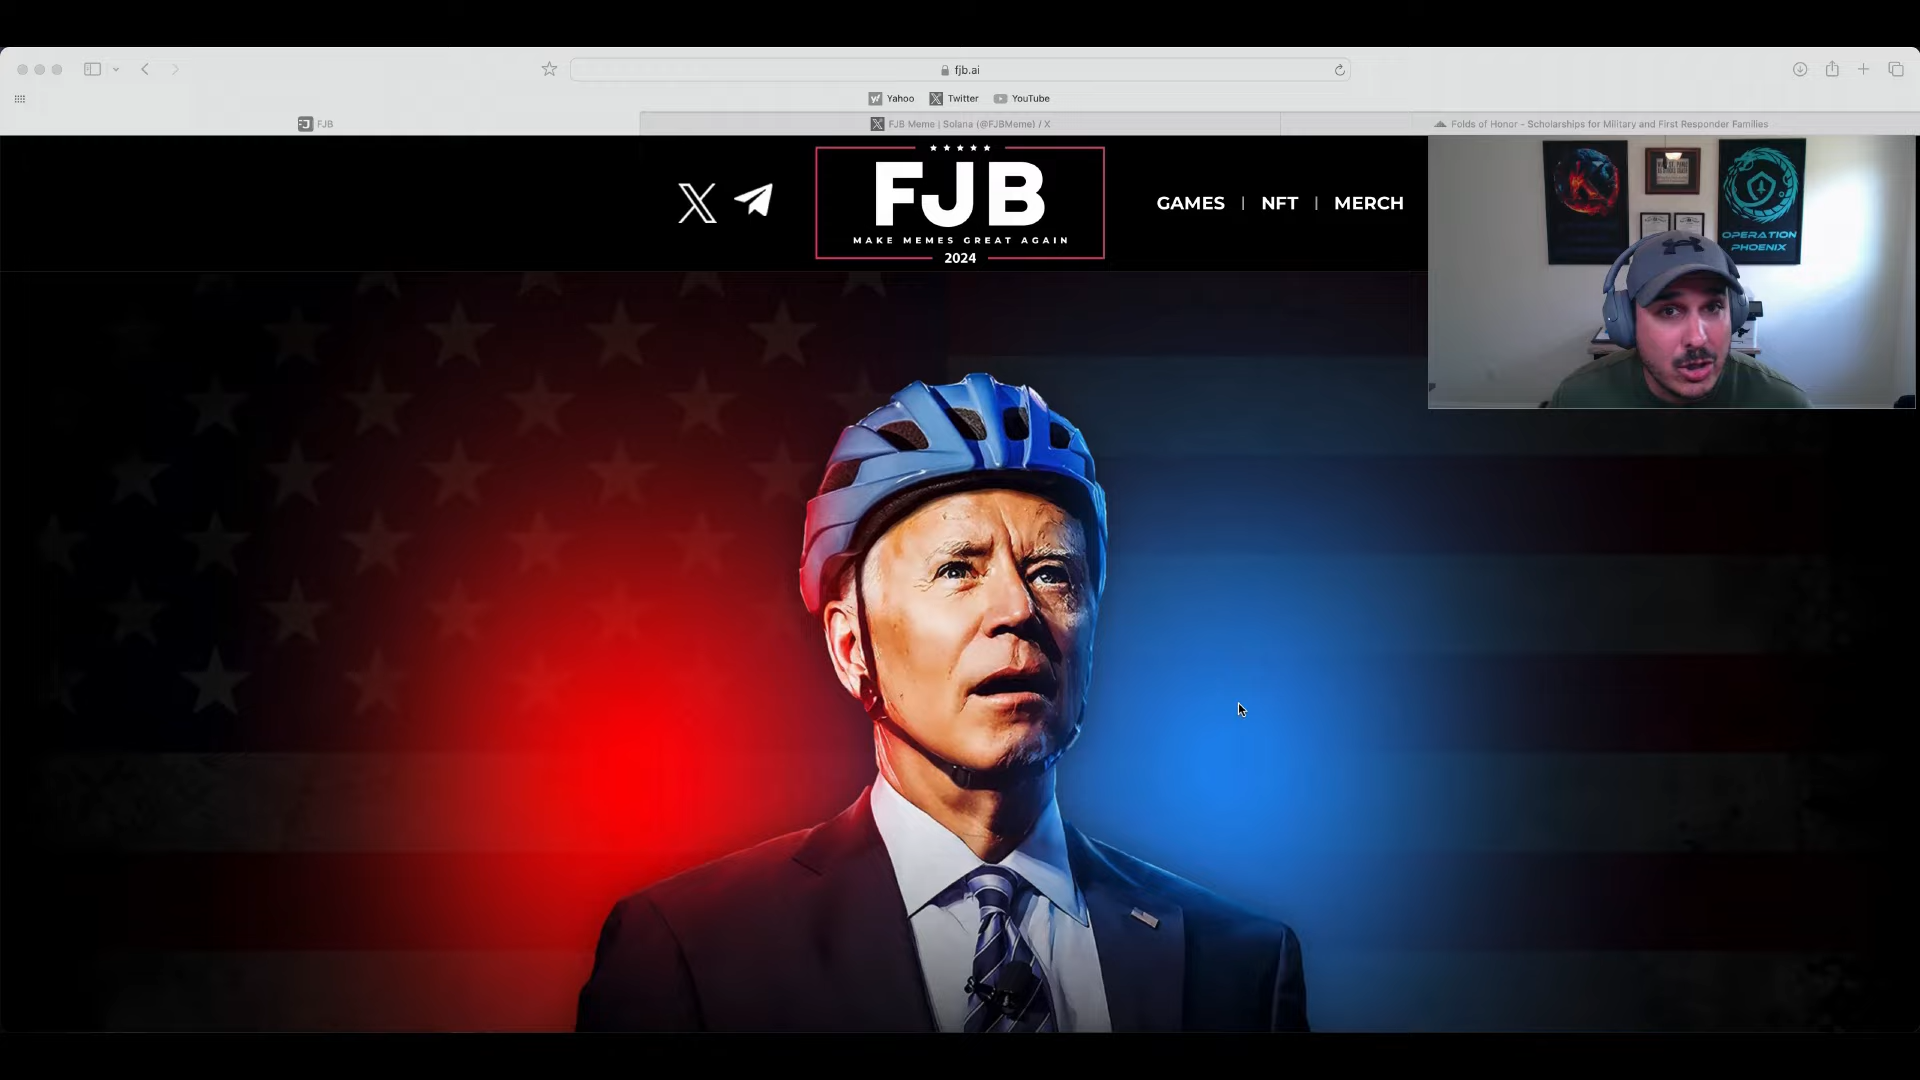 fjb.ai
Yahoo
Twitter
YouTube
FJB
FJB Meme | Solana (@FJBMeme) / X
Folds of Honor - Scholarships for Military and First Responder Families
FJB
MAKE MEMES GREAT AGAIN
2024
GAMES | NFT | MERCH
OPERATION
PHOENIX